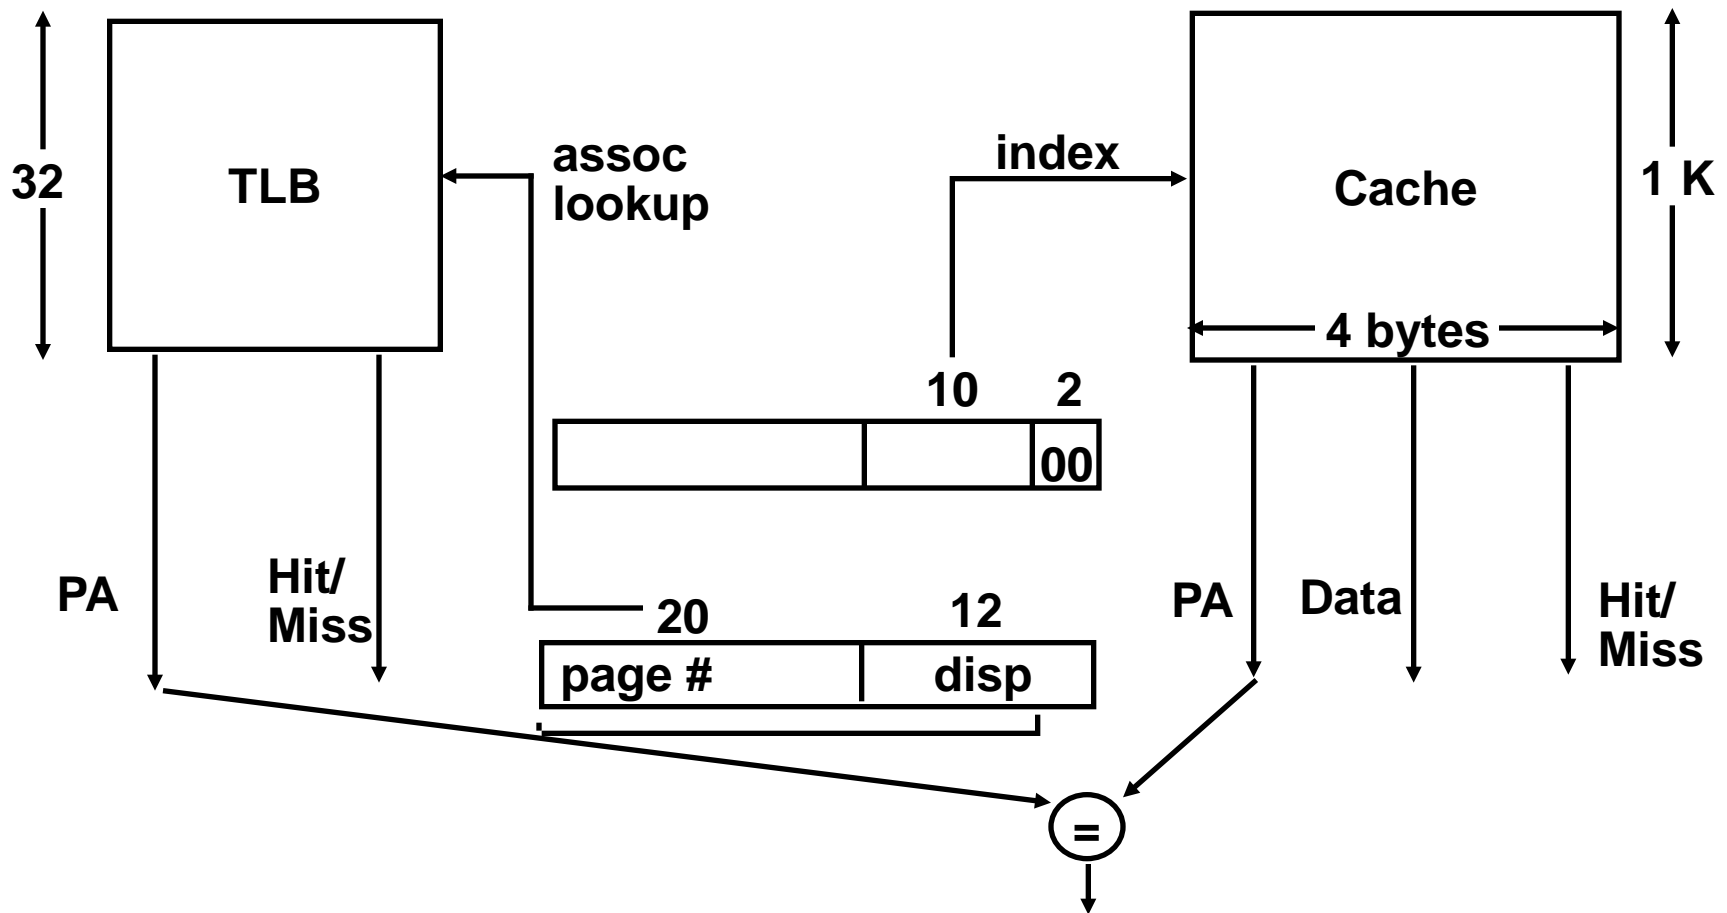 32
TLB
assoc
lookup
index
Cache
1 K
4 bytes
10
2
00
PA
Hit/
Miss
20
12
page #
disp
PA
Data
Hit/
Miss
=